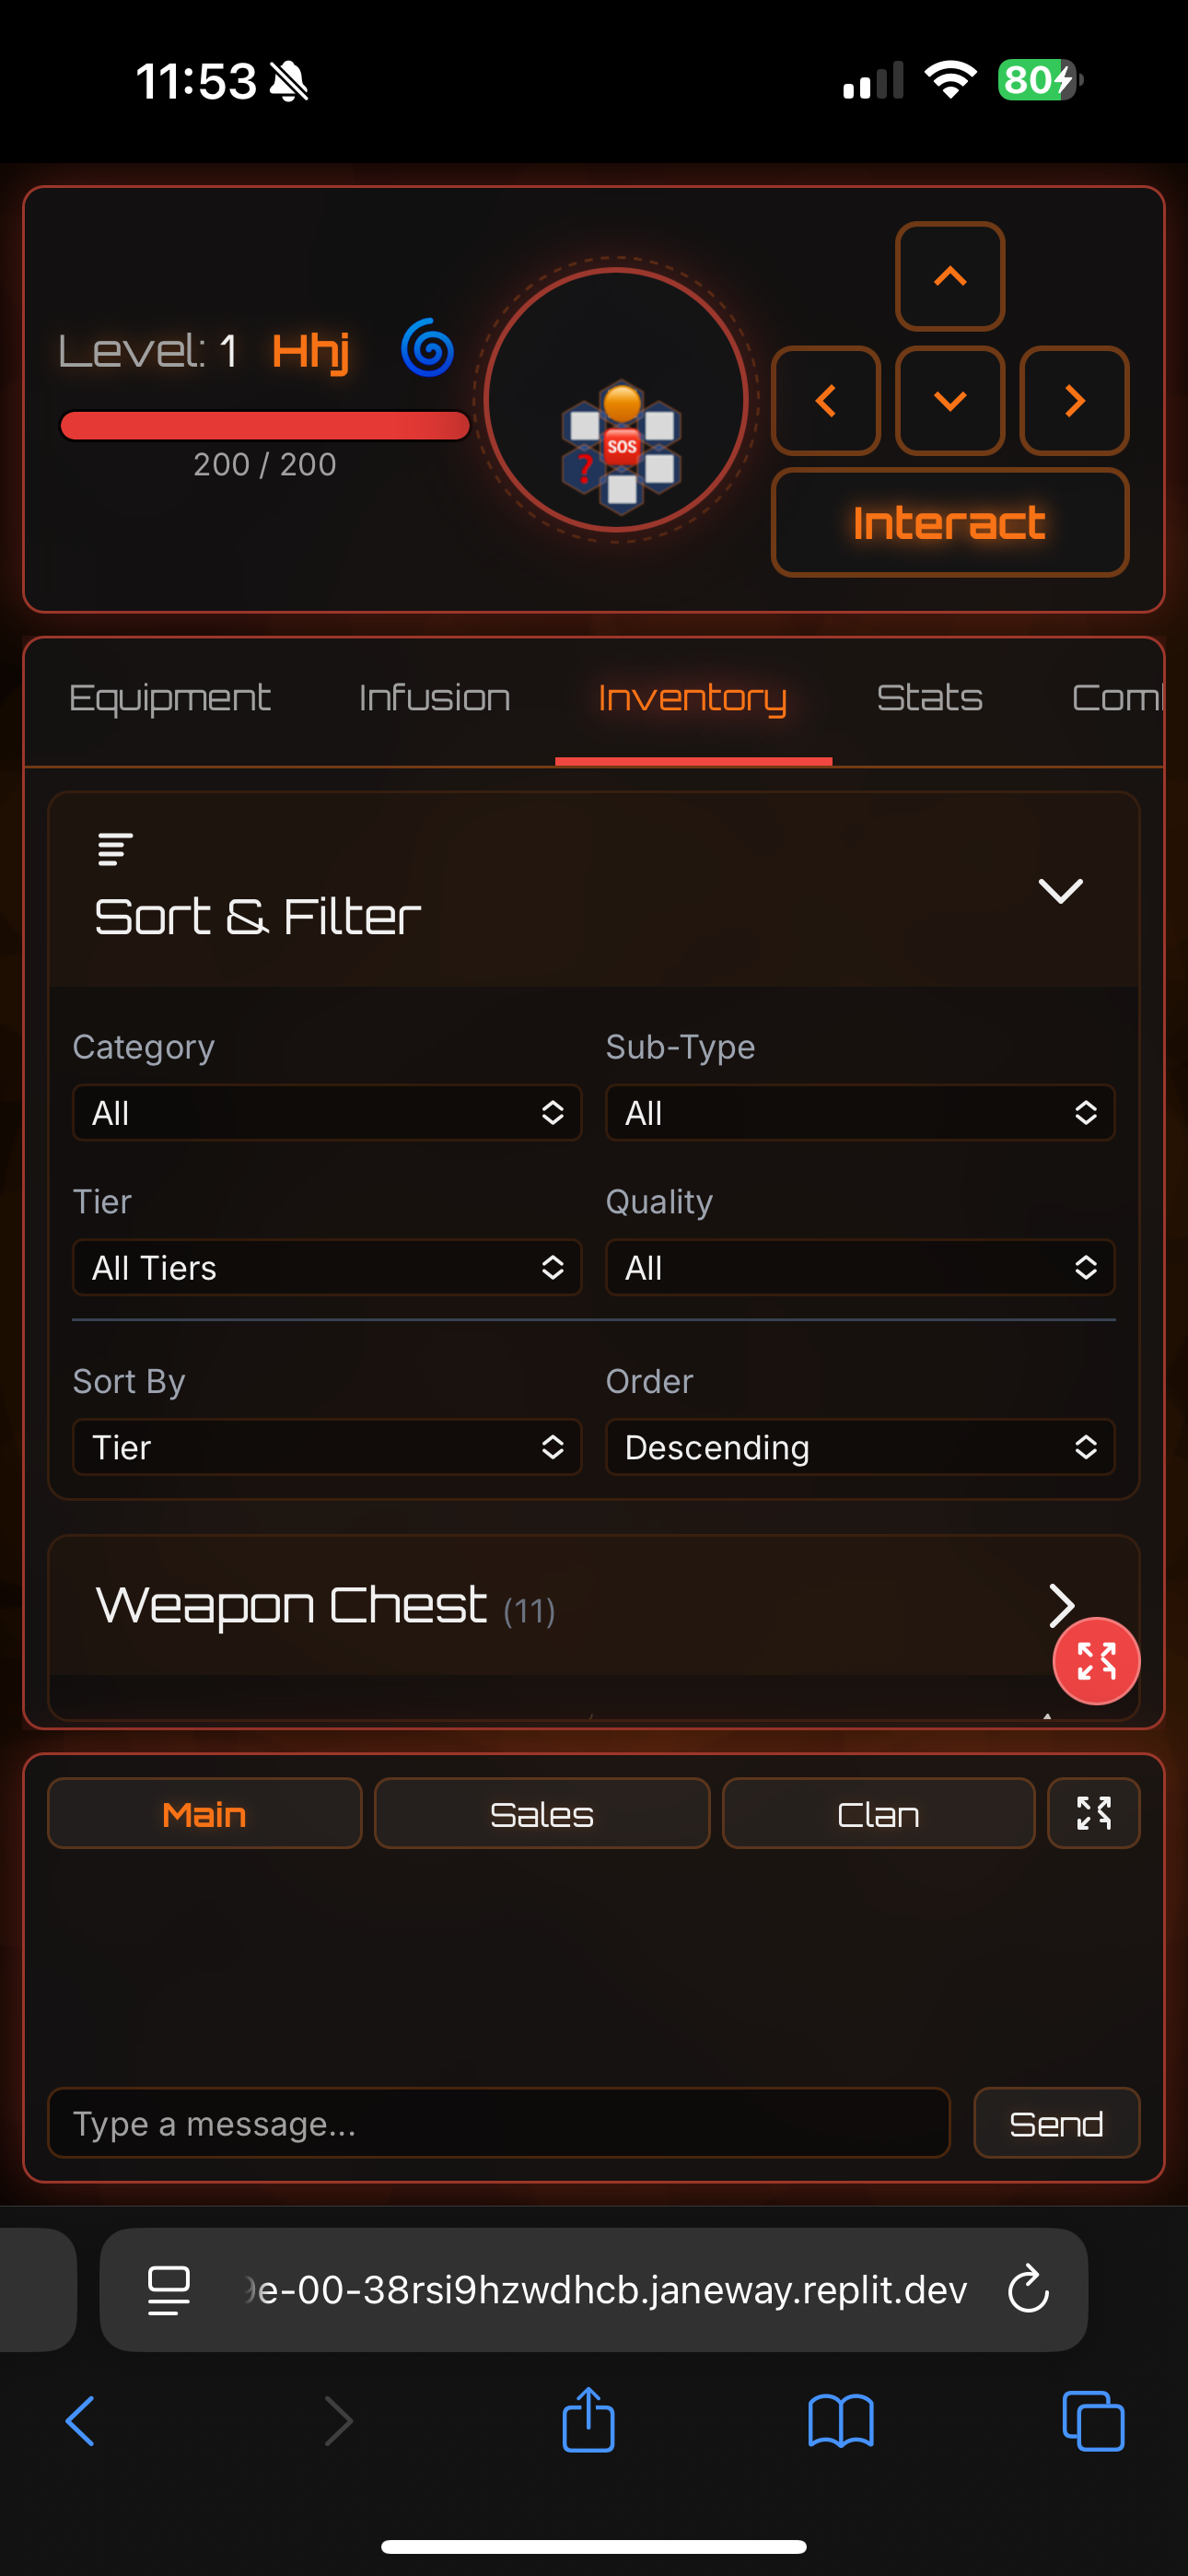 11:53
80
Level: 1 Hhj
200 / 200
SOS
?
Interact
Equipment Infusion Inventory Stats Com
Sort & Filter
Category Sub-Type
All All
Tier Quality
All Tiers All
Sort By Order
Tier Descending
Weapon Chest (11)
Main Sales Clan
Type a message... Send
e-00-38rsi9hzwdhcb.janeway.replit.dev